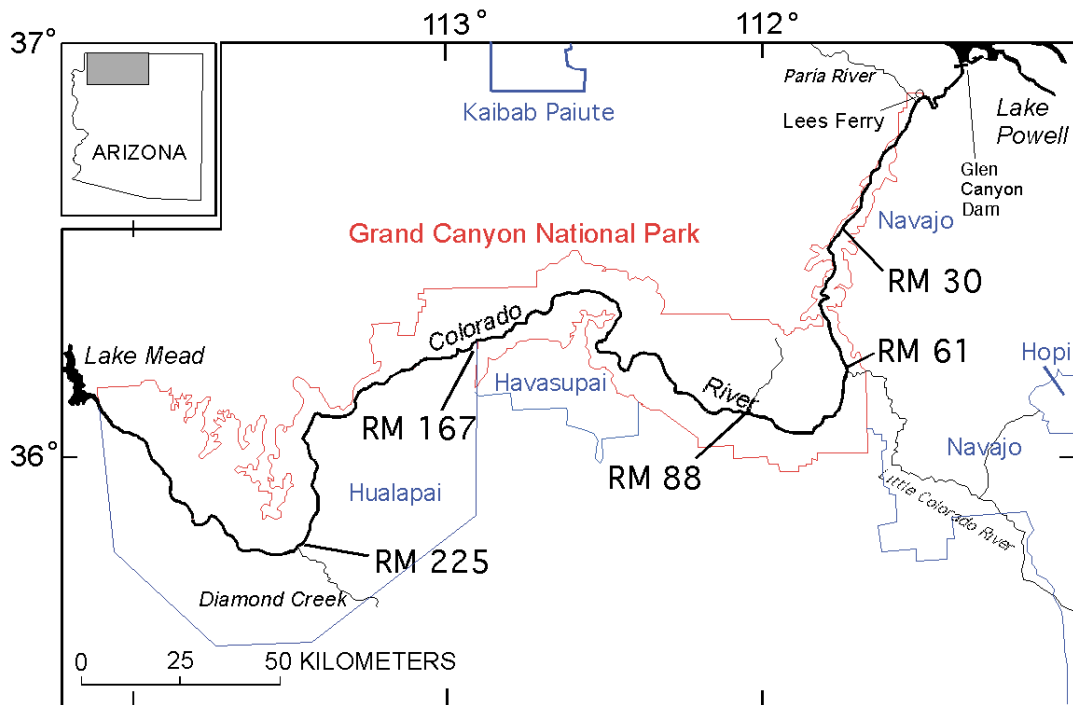 113°
112°
37°
Paria River
Kaibab Paiute
Lees Ferry
Lake
Powell
ARIZONA
Glen
Canyon
Dam
Navajo
Grand Canyon National Park
RM 30
Colorado
Lake Mead
RM 61
Hopi
Havasupai
River
RM 167
36°
Navajo
RM 88
Hualapai
Little Colorado River
RM 225
Diamond Creek
0 25 50 KILOMETERS
113°
112°